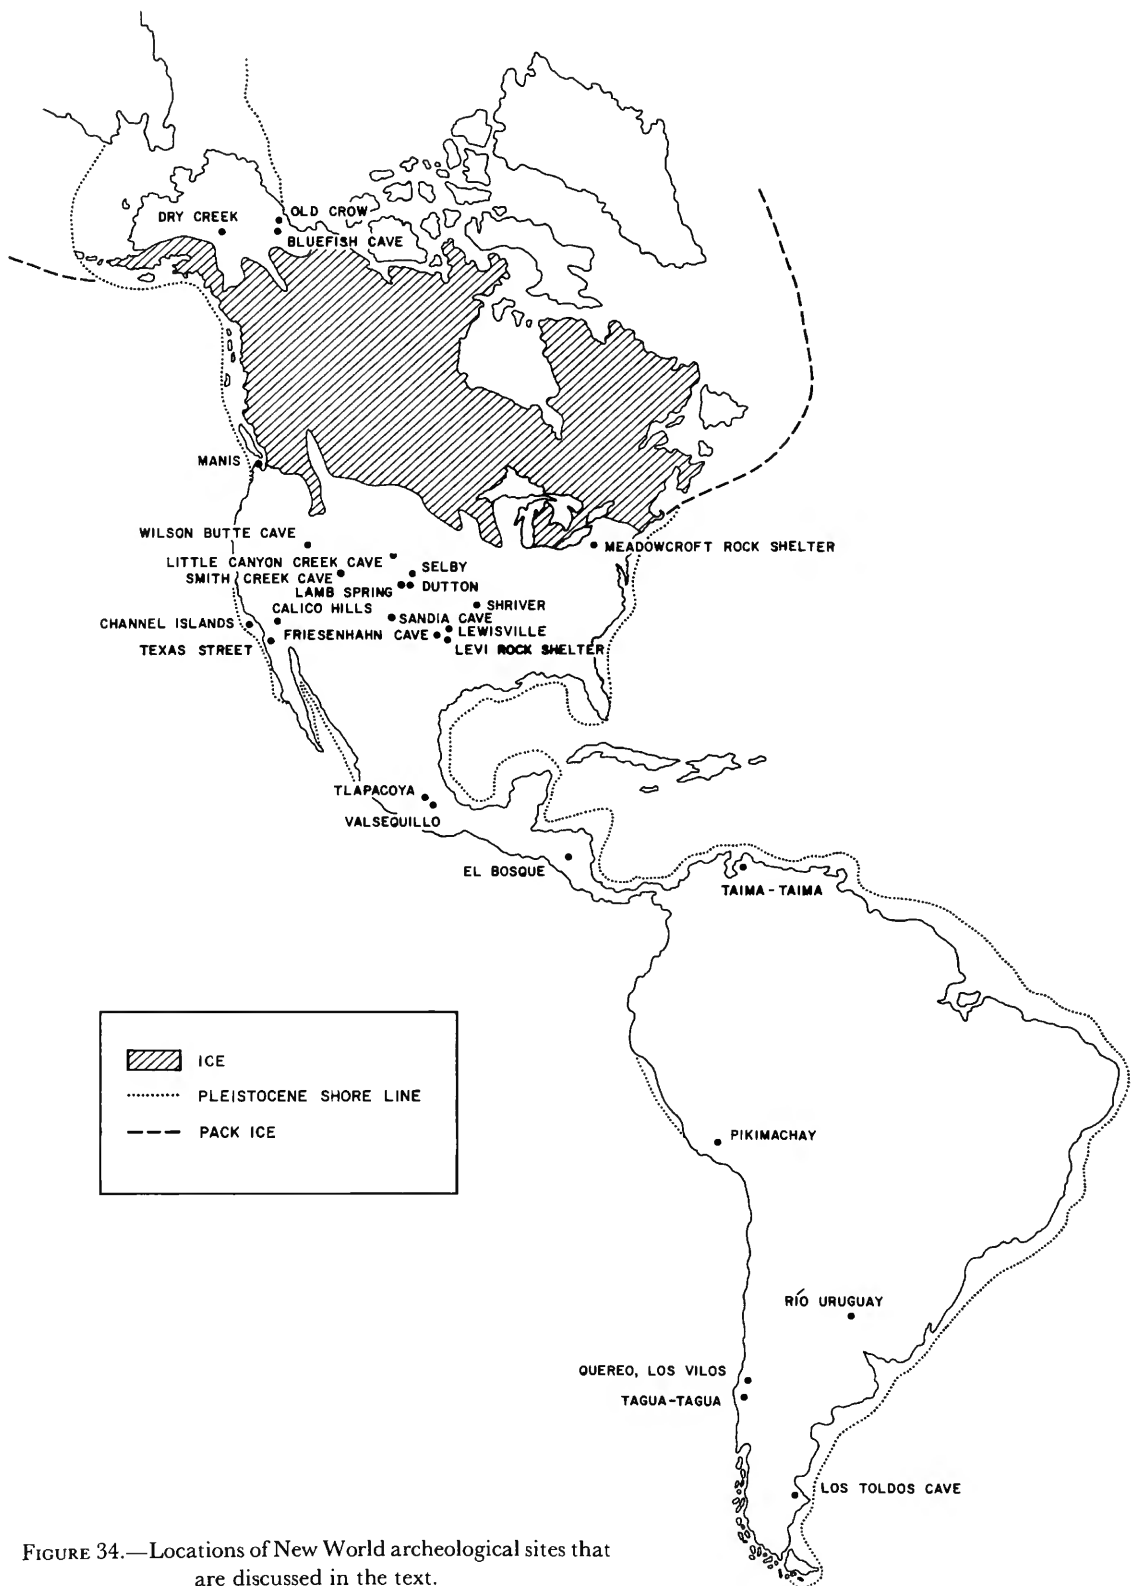 OLD CROW
DRY CREEK
BLUEFISH CAVE
MANIS
WILSON BUTTE CAVE
MEADOWCROFT ROCK SHELTER
LITTLE CANYON CREEK CAVE
SELBY
SMITH CREEK CAVE
DUTTON
LAMB SPRING
SHRIVER
CALICO HILLS
SANDIA CAVE
CHANNEL ISLANDS
LEWISVILLE
FRIESENHAHN CAVE
TEXAS STREET
LEVI ROCK SHELTER
TLAPACOYA
VALSEQUILLO
EL BOSQUE
TAIMA-TAIMA
ICE
PLEISTOCENE SHORE LINE
PACK ICE
PIKIMACHAY
RÍO URUGUAY
QUEREO, LOS VILOS
TAGUA-TAGUA
LOS TOLDOS CAVE
FIGURE 34.—Locations of New World archeological sites that
are discussed in the text.